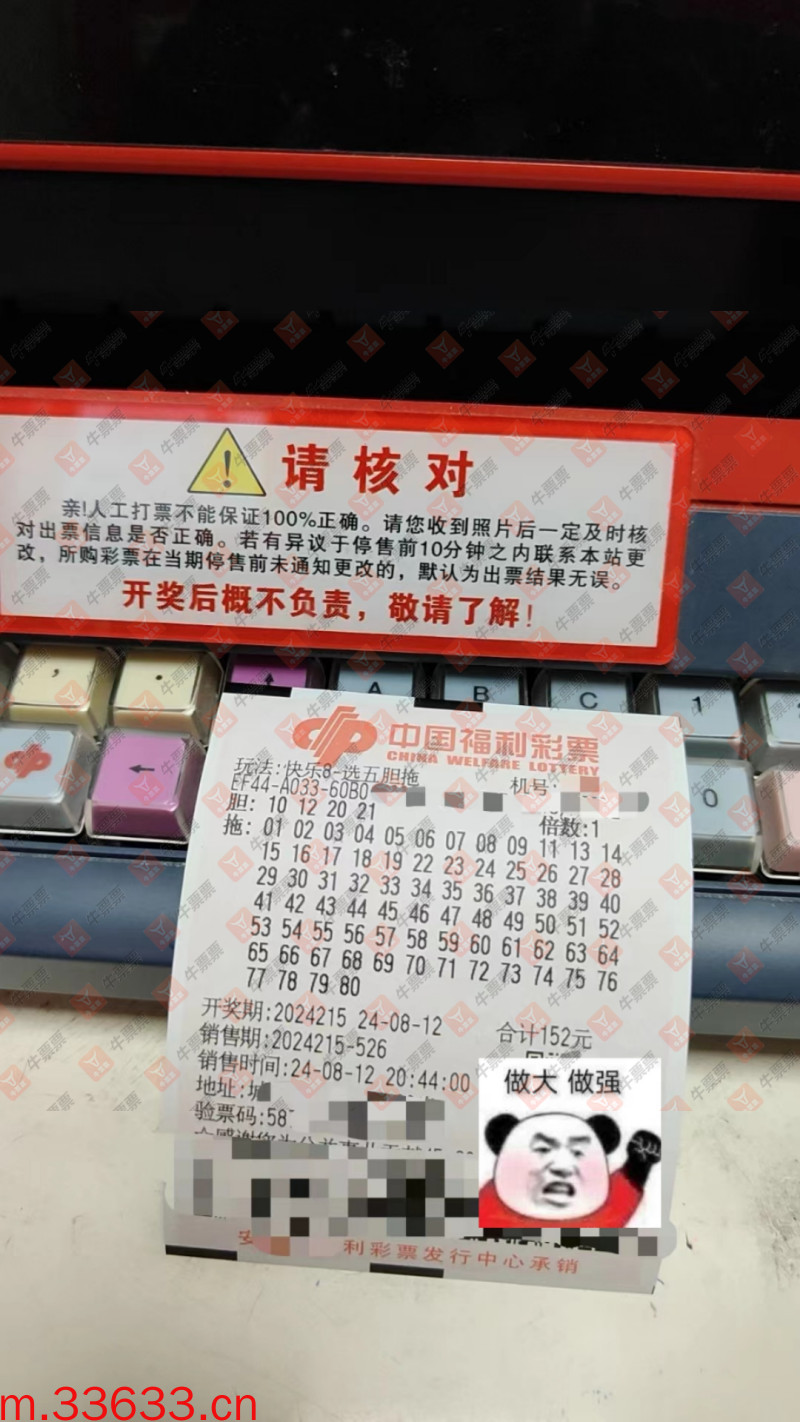 请核对
亲!人工打票不能保证100%正确。请您收到照片后一定及时核
对出票信息是否正确。若有异议于停售前10分钟之内联系本站更
改，所购彩票在当期停售前未通知更改的，默认为出票结果无误。
开奖后概不负责，敬请了解!
, . ↑ A B C 1
← 0
中国福利彩票
CHINA WELFARE LOTTERY
玩法:快乐8-选五胆拖 机号:
EF44-A033-60B0
胆: 10 12 20 21 倍数:1
拖: 01 02 03 04 05 06 07 08 09 11 13 14
15 16 17 18 19 22 23 24 25 26 27 28
29 30 31 32 33 34 35 36 37 38 39 40
41 42 43 44 45 46 47 48 49 50 51 52
53 54 55 56 57 58 59 60 61 62 63 64
65 66 67 68 69 70 71 72 73 74 75 76
77 78 79 80
开奖期:2024215 24-08-12 合计152元
销售期:2024215-526
销售时间:24-08-12 20:44:00
地址:
验票码:58
做大 做强
利彩票发行中心承销
牛票票
m.33633.cn